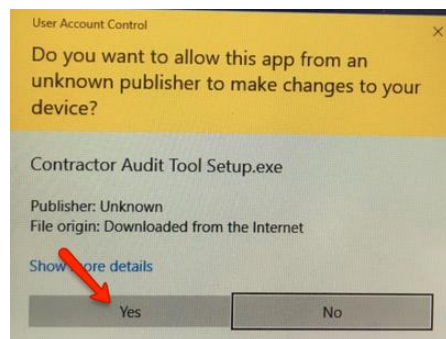 User Account Control
Do you want to allow this app from an
unknown publisher to make changes to your
device?
Contractor Audit Tool Setup.exe
Publisher: Unknown
File origin: Downloaded from the Internet
Show more details
Yes
No